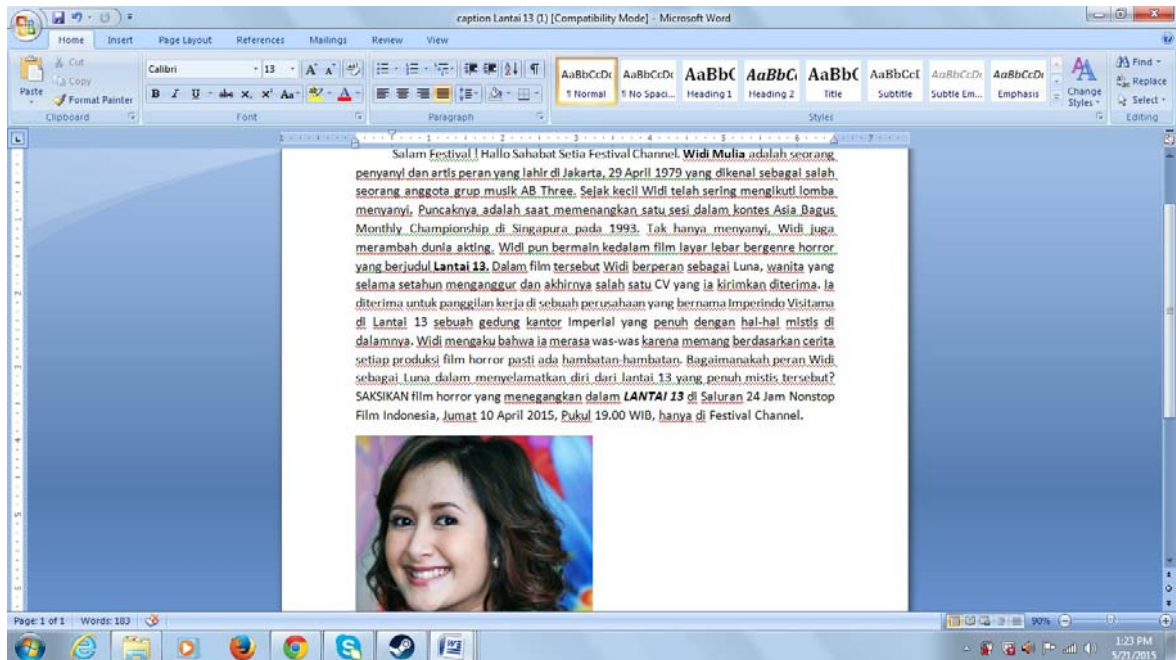 caption Lantai 13 (1) [Compatibility Mode] - Microsoft Word
Home Insert Page Layout References Mailings Review View
Cut
Copy
Format Painter
Paste
Clipboard
Calibri 13
Font
Paragraph
AaBbCcDc AaBbCcDc AaBbC AaBbCc AaBbC AaBbCcI AaBbCcDc AaBbCcDc
¶ Normal ¶ No Spaci... Heading 1 Heading 2 Title Subtitle Subtle Em... Emphasis
Change Styles
Styles
Find
Replace
Select
Editing
Salam Festival ! Hallo Sahabat Setia Festival Channel. Widi Mulia adalah seorang
penyanyi dan artis peran yang lahir di Jakarta, 29 April 1979 yang dikenal sebagai salah
seorang anggota grup musik AB Three. Sejak kecil Widi telah sering mengikuti lomba
menyanyi. Puncaknya adalah saat memenangkan satu sesi dalam kontes Asia Bagus
Monthly Championship di Singapura pada 1993. Tak hanya menyanyi, Widi juga
merambah dunia akting. Widi pun bermain kedalam film layar lebar bergenre horror
yang berjudul Lantai 13. Dalam film tersebut Widi berperan sebagai Luna, wanita yang
selama setahun menganggur dan akhirnya salah satu CV yang ia kirimkan diterima. Ia
diterima untuk panggilan kerja di sebuah perusahaan yang bernama Imperindo Visitama
di Lantai 13 sebuah gedung kantor Imperial yang penuh dengan hal-hal mistis di
dalamnya. Widi mengaku bahwa ia merasa was-was karena memang berdasarkan cerita
setiap produksi film horror pasti ada hambatan-hambatan. Bagaimanakah peran Widi
sebagai Luna dalam menyelamatkan diri dari lantai 13 yang penuh mistis tersebut?
SAKSIKAN film horror yang menegangkan dalam LANTAI 13 di Saluran 24 Jam Nonstop
Film Indonesia, Jumat 10 April 2015, Pukul 19.00 WIB, hanya di Festival Channel.
Page: 1 of 1 Words: 183
90%
1:23 PM
5/21/2015